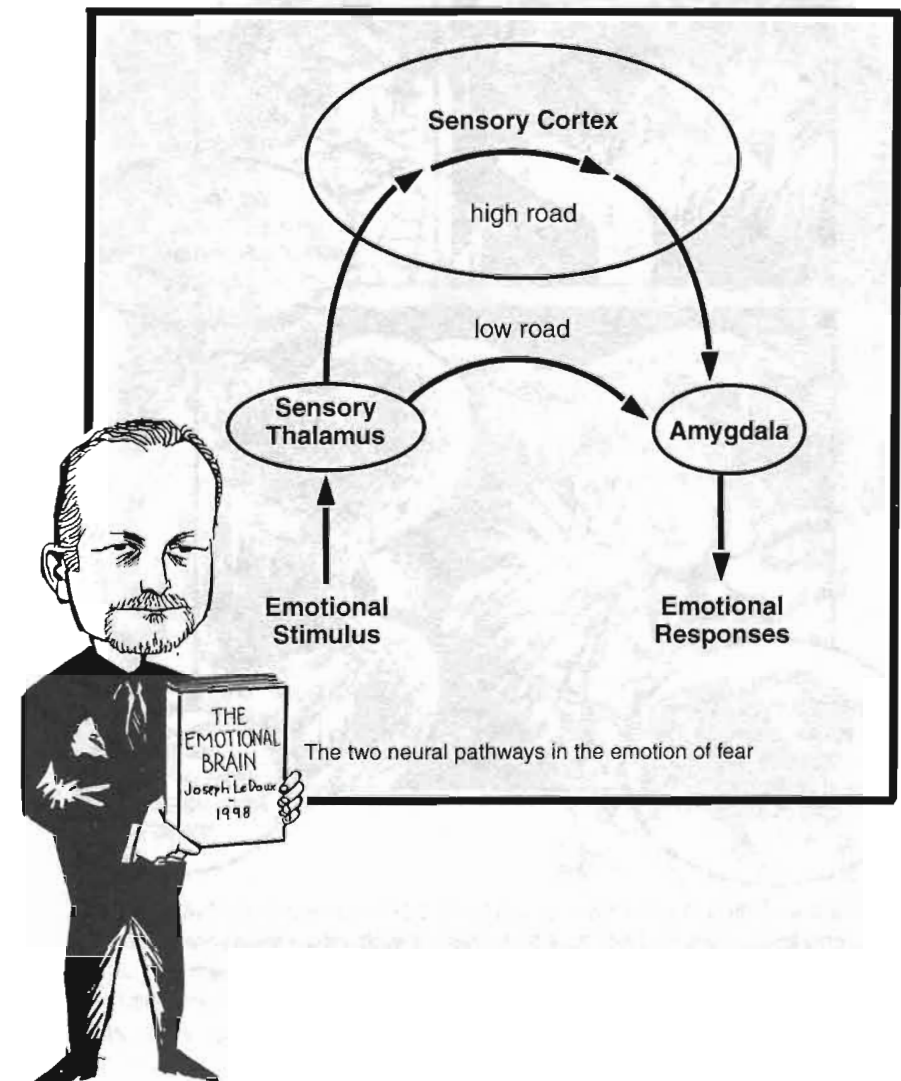 Sensory Cortex
high road
low road
Sensory
Thalamus
Amygdala
Emotional
Stimulus
Emotional
Responses
THE
EMOTIONAL
BRAIN
-
Joseph LeDoux
-
1998
The two neural pathways in the emotion of fear